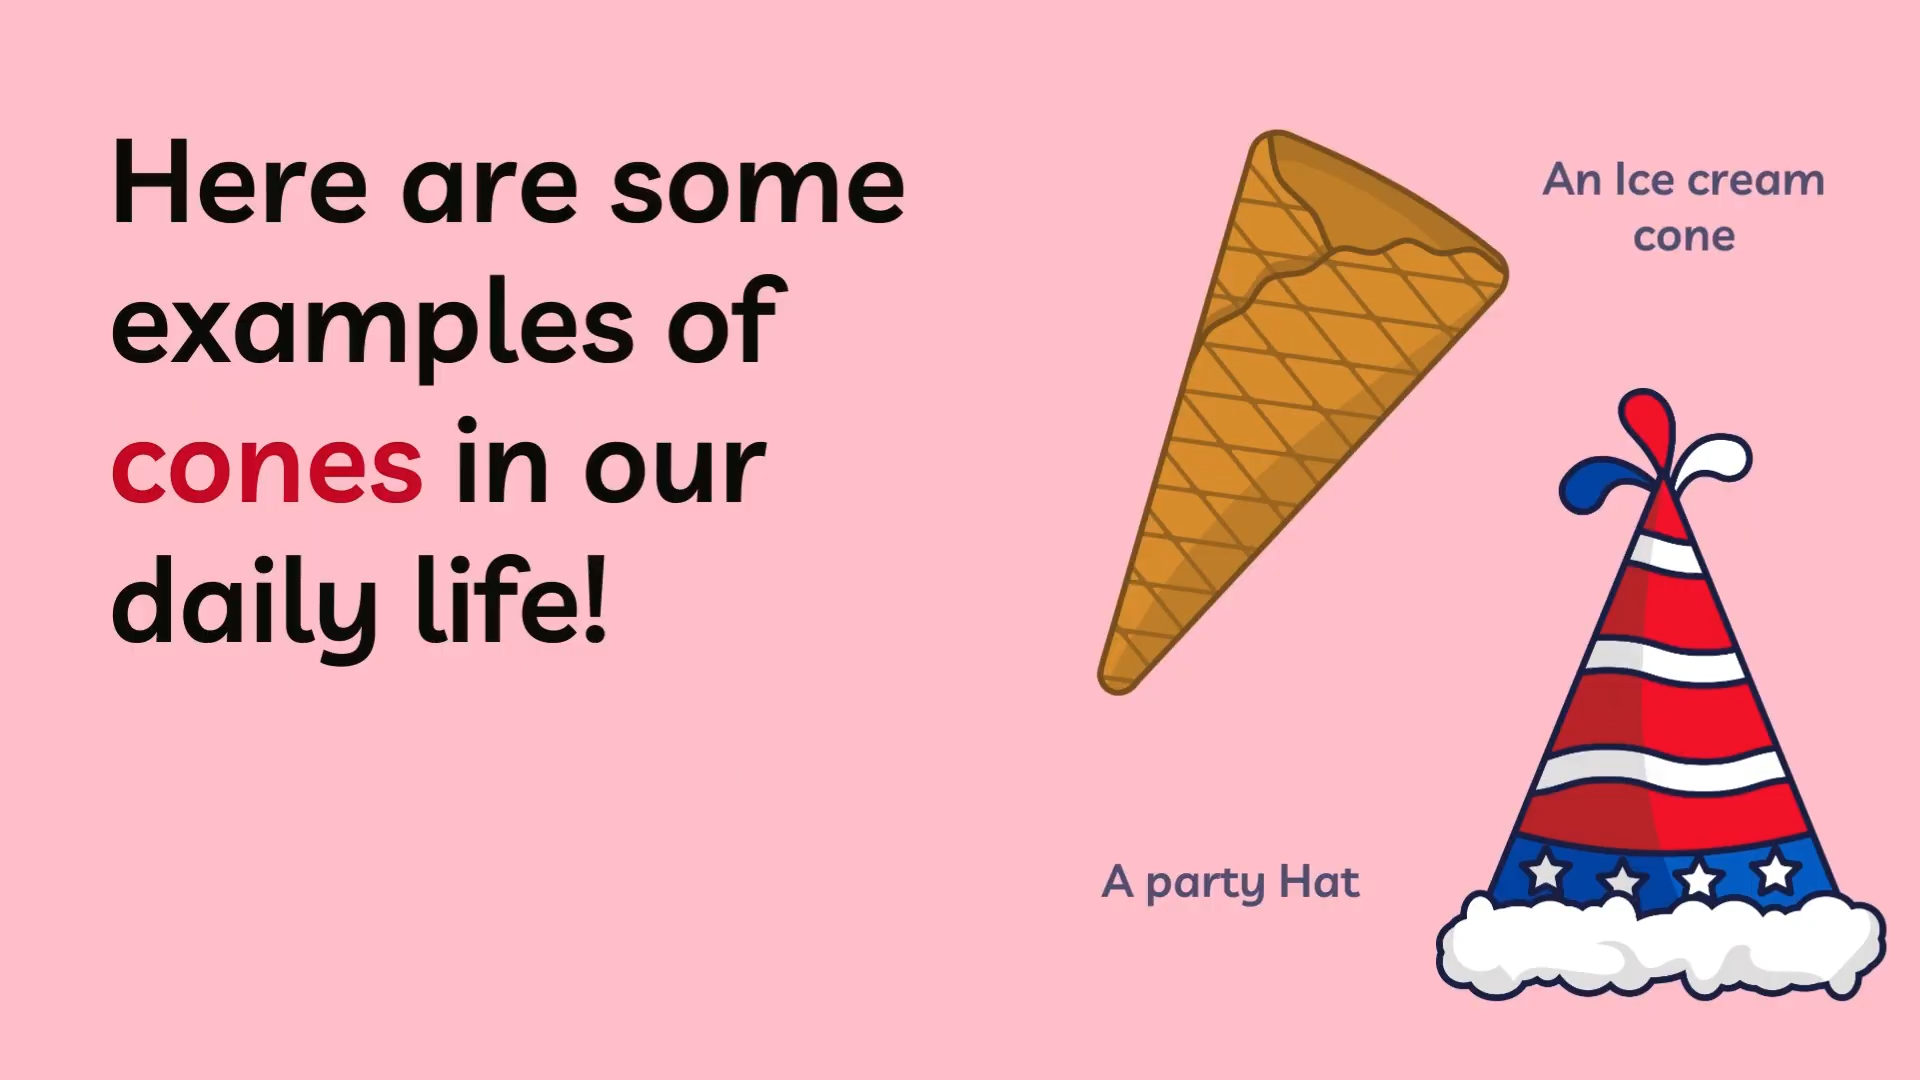 Here are some
examples of
cones in our
daily life!
An Ice cream
cone
A party Hat